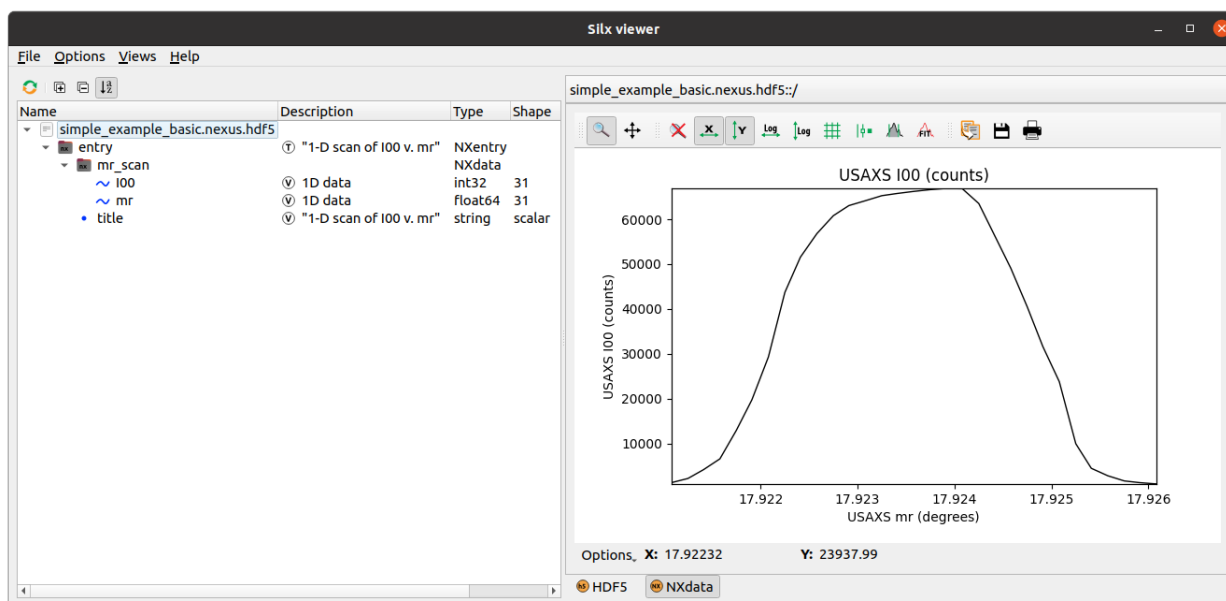 Silx viewer
File Options Views Help
simple_example_basic.nexus.hdf5::/
Name Description Type Shape
simple_example_basic.nexus.hdf5
entry T "1-D scan of I00 v. mr" NXentry
mr_scan NXdata
I00 V 1D data int32 31
mr V 1D data float64 31
title V "1-D scan of I00 v. mr" string scalar
X Y Log Log FIT
USAXS I00 (counts)
USAXS I00 (counts)
60000
50000
40000
30000
20000
10000
17.922 17.923 17.924 17.925 17.926
USAXS mr (degrees)
Options X: 17.92232 Y: 23937.99
h5 HDF5 NX NXdata